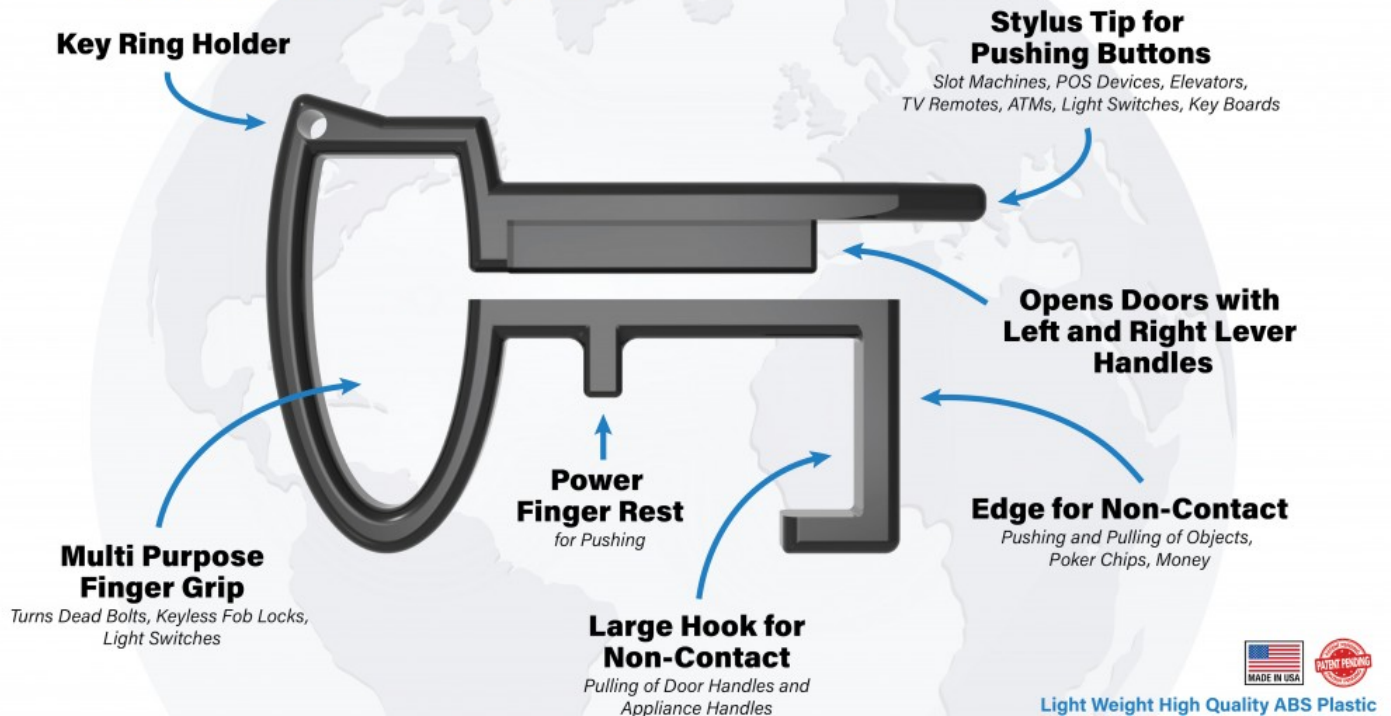 Key Ring Holder
Stylus Tip for
Pushing Buttons
Slot Machines, POS Devices, Elevators,
TV Remotes, ATMs, Light Switches, Key Boards
Opens Doors with
Left and Right Lever
Handles
Power
Finger Rest
for Pushing
Edge for Non-Contact
Pushing and Pulling of Objects,
Poker Chips, Money
Multi Purpose
Finger Grip
Turns Dead Bolts, Keyless Fob Locks,
Light Switches
Large Hook for
Non-Contact
Pulling of Door Handles and
Appliance Handles
MADE IN USA
PATENT PENDING
Light Weight High Quality ABS Plastic